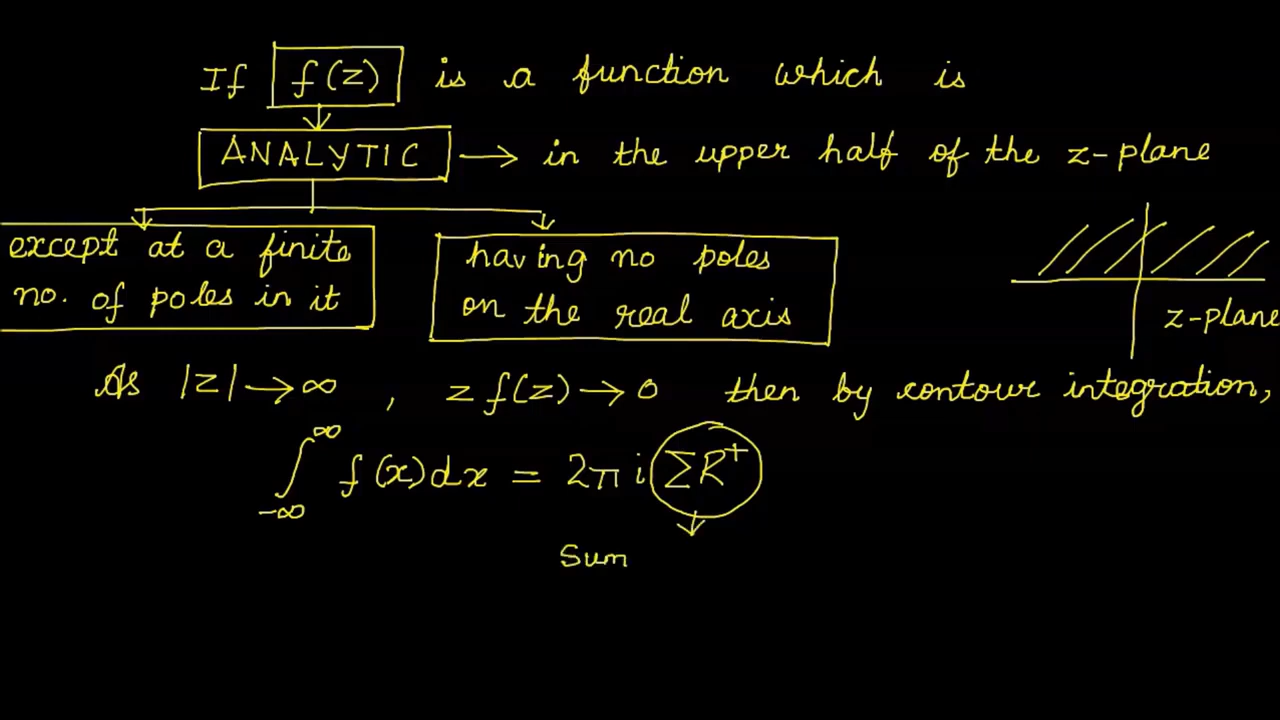 If f(z) is a function which is
ANALYTIC → in the upper half of the z-plane
except at a finite
no. of poles in it
having no poles
on the real axis
z-plane
As |z| → ∞ , z f(z) → 0 then by contour integration,
∫_{-∞}^{∞} f(x) dx = 2πi ΣR⁺
Sum